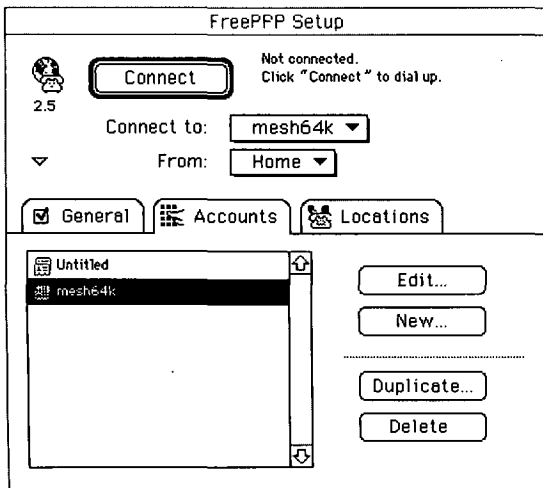 FreePPP Setup
Connect
Not connected.
Click "Connect" to dial up.
2.5
Connect to: mesh64k
From: Home
General Accounts Locations
Untitled
mesh64k
Edit...
New...
Duplicate...
Delete